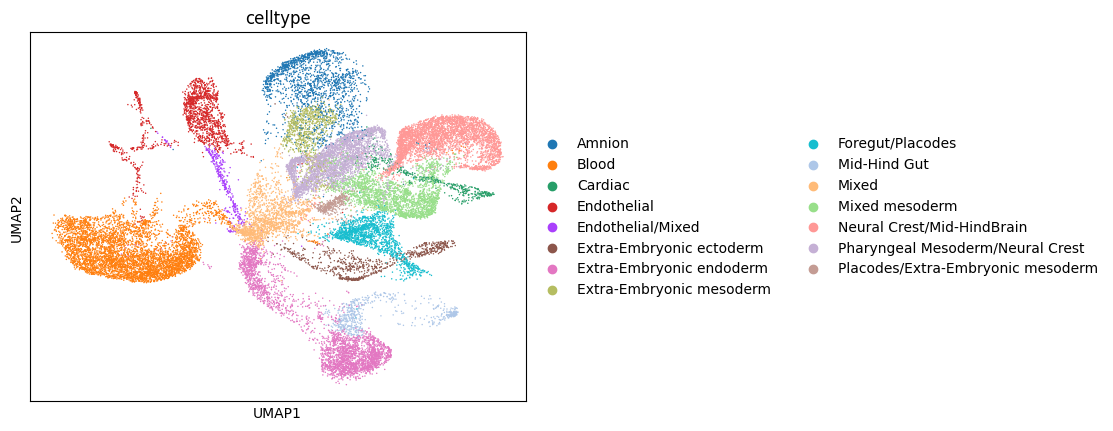 celltype
UMAP2
UMAP1
Amnion
Blood
Cardiac
Endothelial
Endothelial/Mixed
Extra-Embryonic ectoderm
Extra-Embryonic endoderm
Extra-Embryonic mesoderm
Foregut/Placodes
Mid-Hind Gut
Mixed
Mixed mesoderm
Neural Crest/Mid-HindBrain
Pharyngeal Mesoderm/Neural Crest
Placodes/Extra-Embryonic mesoderm